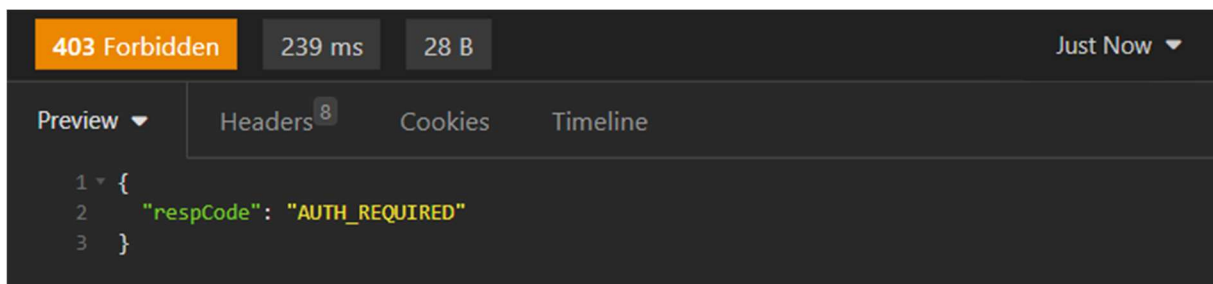 403 Forbidden 239 ms 28 B Just Now
Preview Headers 8 Cookies Timeline
1 {
2 "respCode": "AUTH_REQUIRED"
3 }